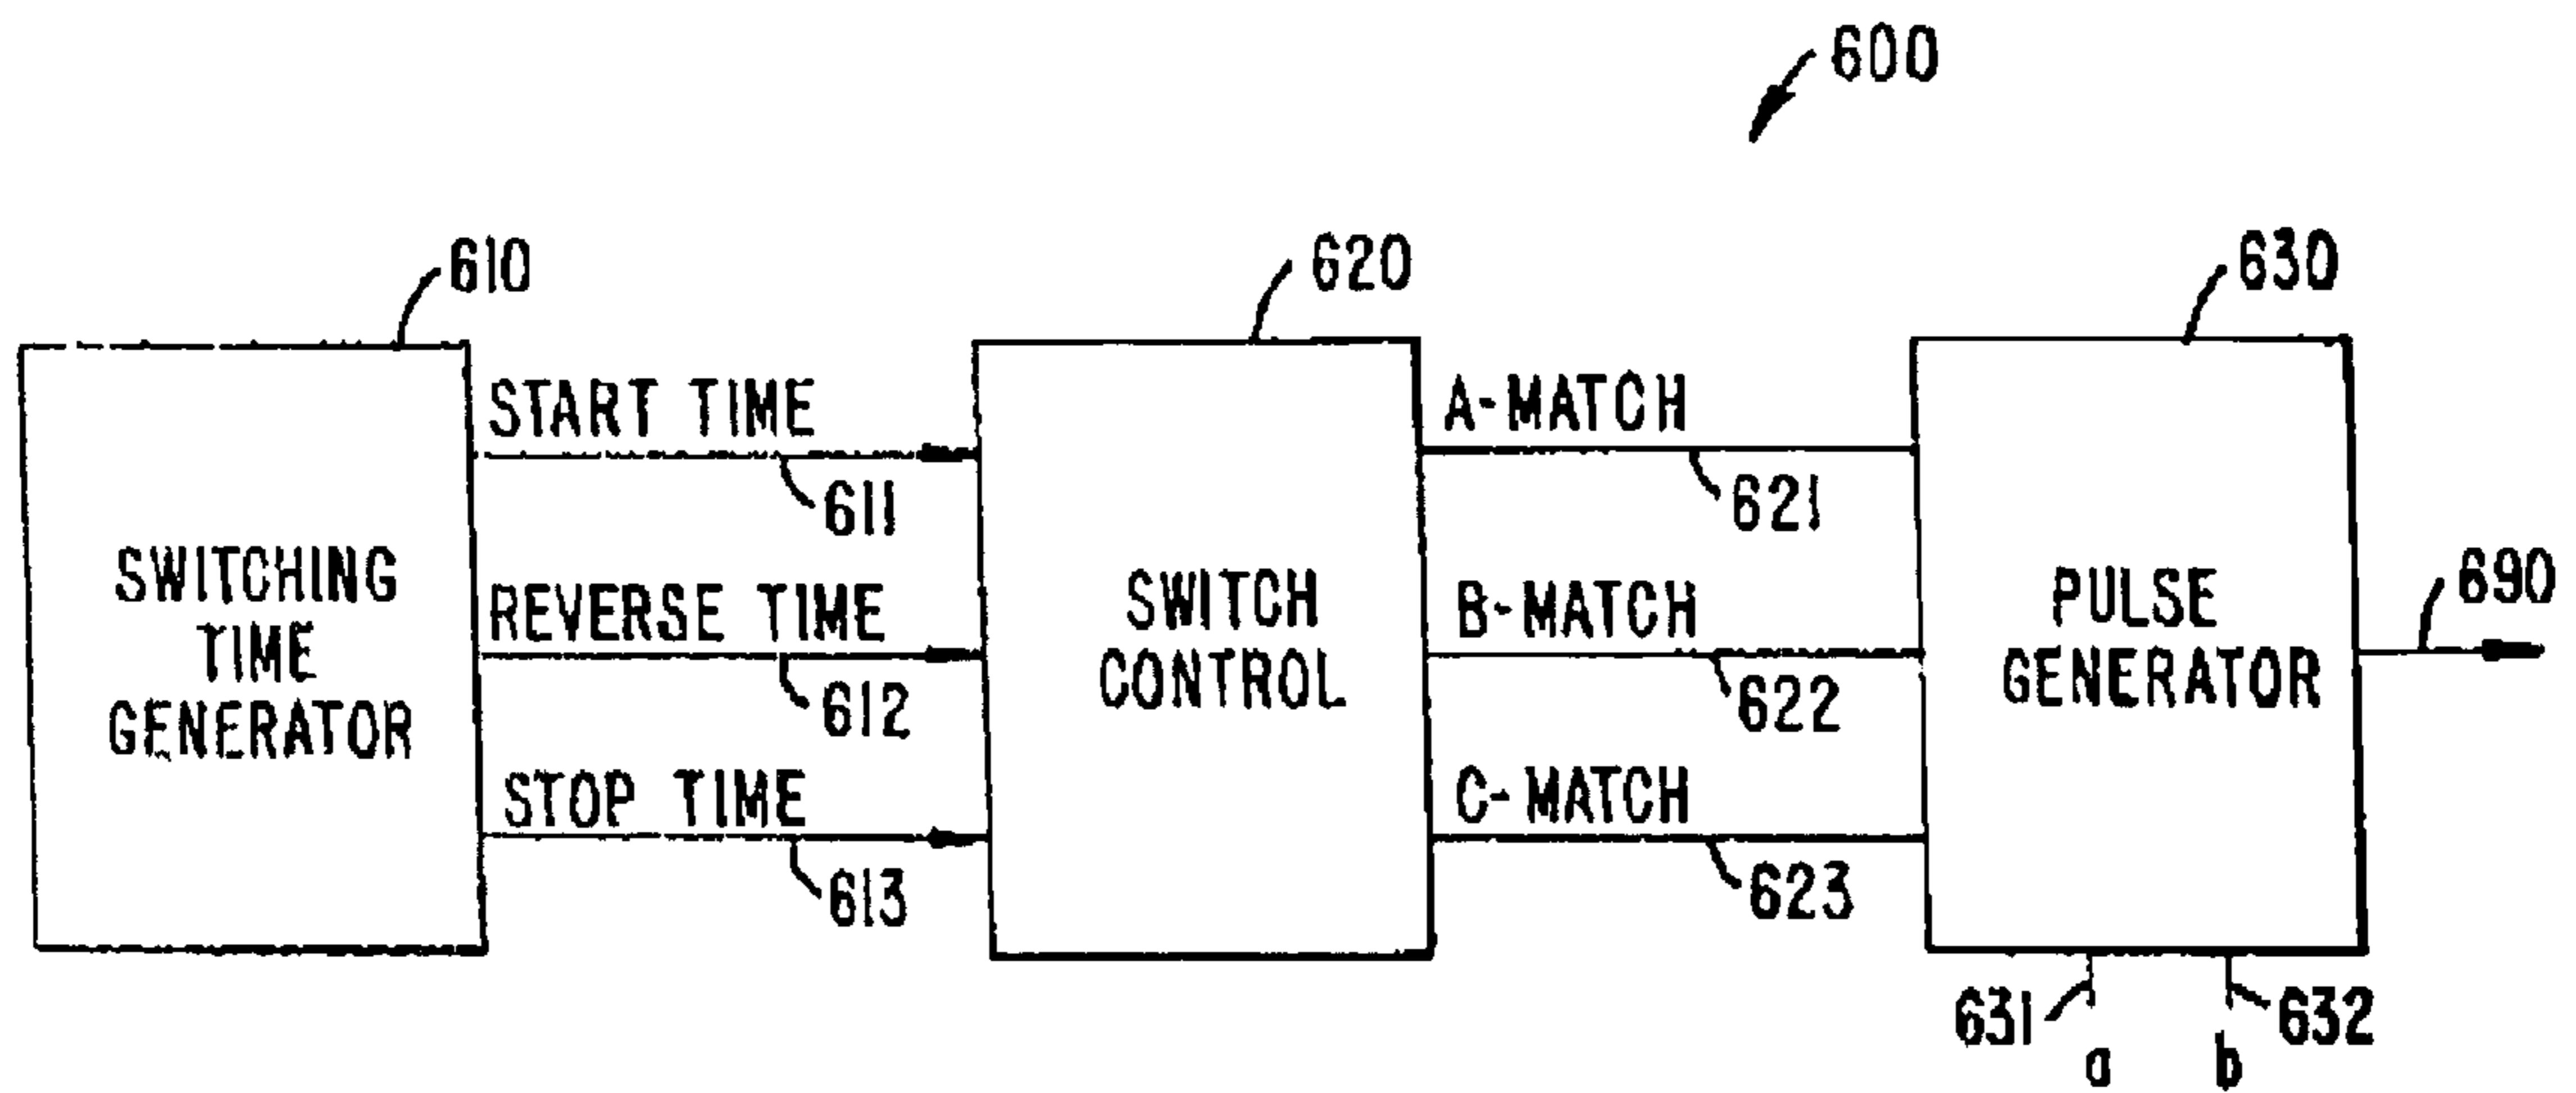 600
610
620
630
START TIME
611
A-MATCH
621
SWITCHING
TIME
GENERATOR
REVERSE TIME
612
SWITCH
CONTROL
B-MATCH
622
PULSE
GENERATOR
690
STOP TIME
613
C-MATCH
623
631
632
a
b